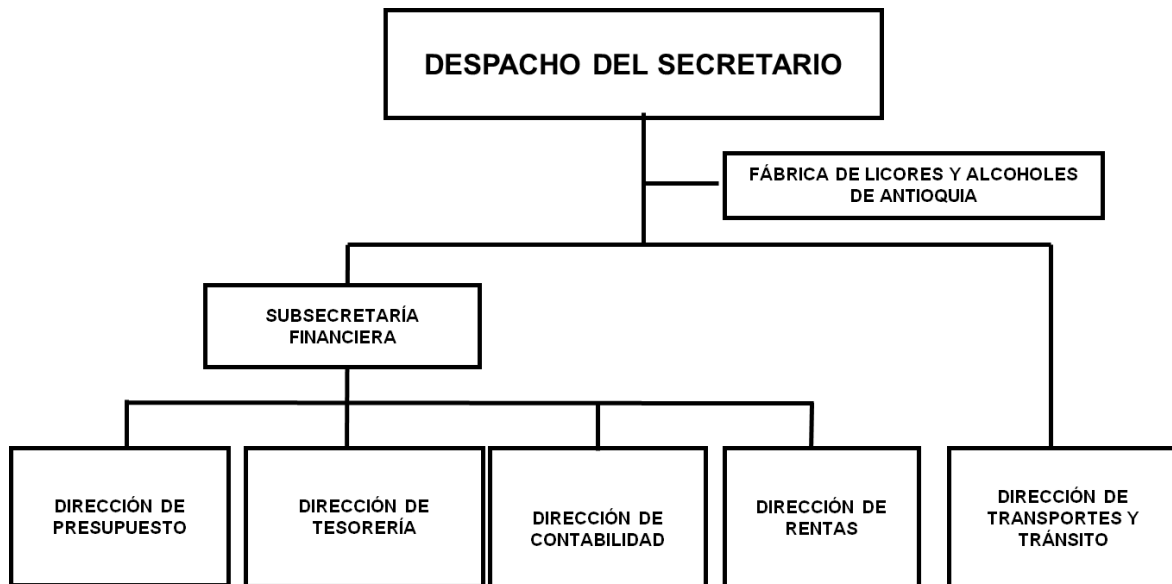 DESPACHO DEL SECRETARIO
FÁBRICA DE LICORES Y ALCOHOLES
DE ANTIOQUIA
SUBSECRETARÍA
FINANCIERA
DIRECCIÓN DE
PRESUPUESTO
DIRECCIÓN DE
TESORERÍA
DIRECCIÓN DE
CONTABILIDAD
DIRECCIÓN DE
RENTAS
DIRECCIÓN DE
TRANSPORTES Y
TRÁNSITO